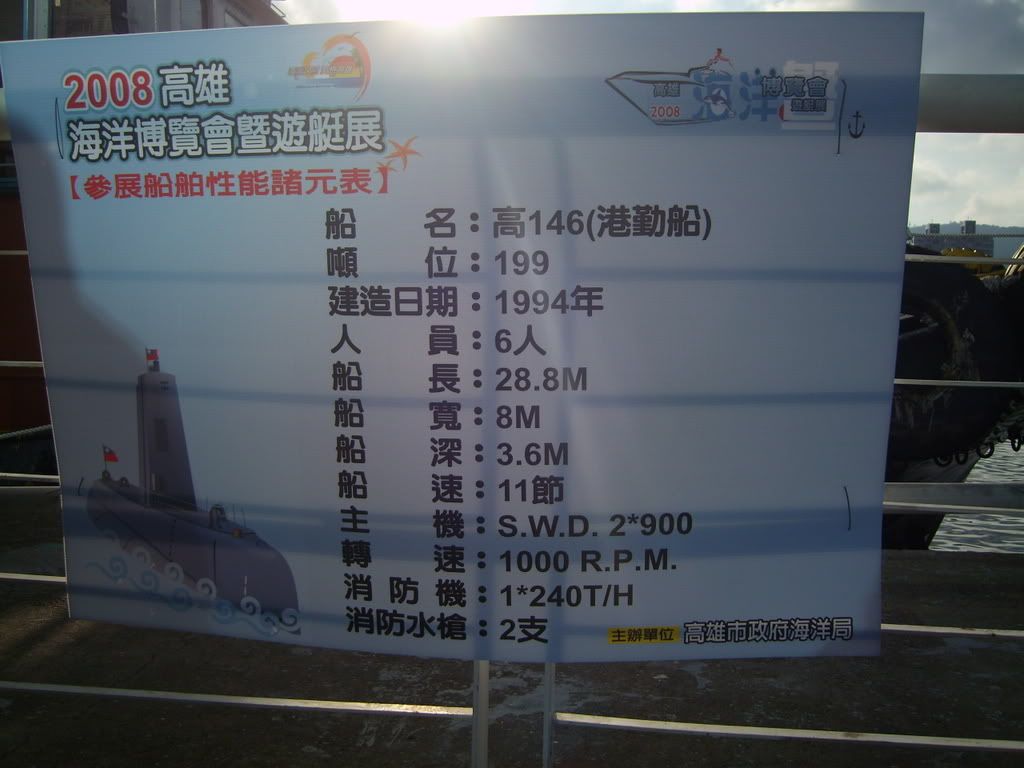 2008 高雄
海洋博覽會暨遊艇展
【參展船舶性能諸元表】
高雄
2008
海洋
博覽會
遊艇展
船名：高146(港勤船)
噸位：199
建造日期：1994年
人員：6人
船長：28.8M
船寬：8M
船深：3.6M
船速：11節
主機：S.W.D. 2*900
轉速：1000 R.P.M.
消防機：1*240T/H
消防水槍：2支
主辦單位 高雄市政府海洋局